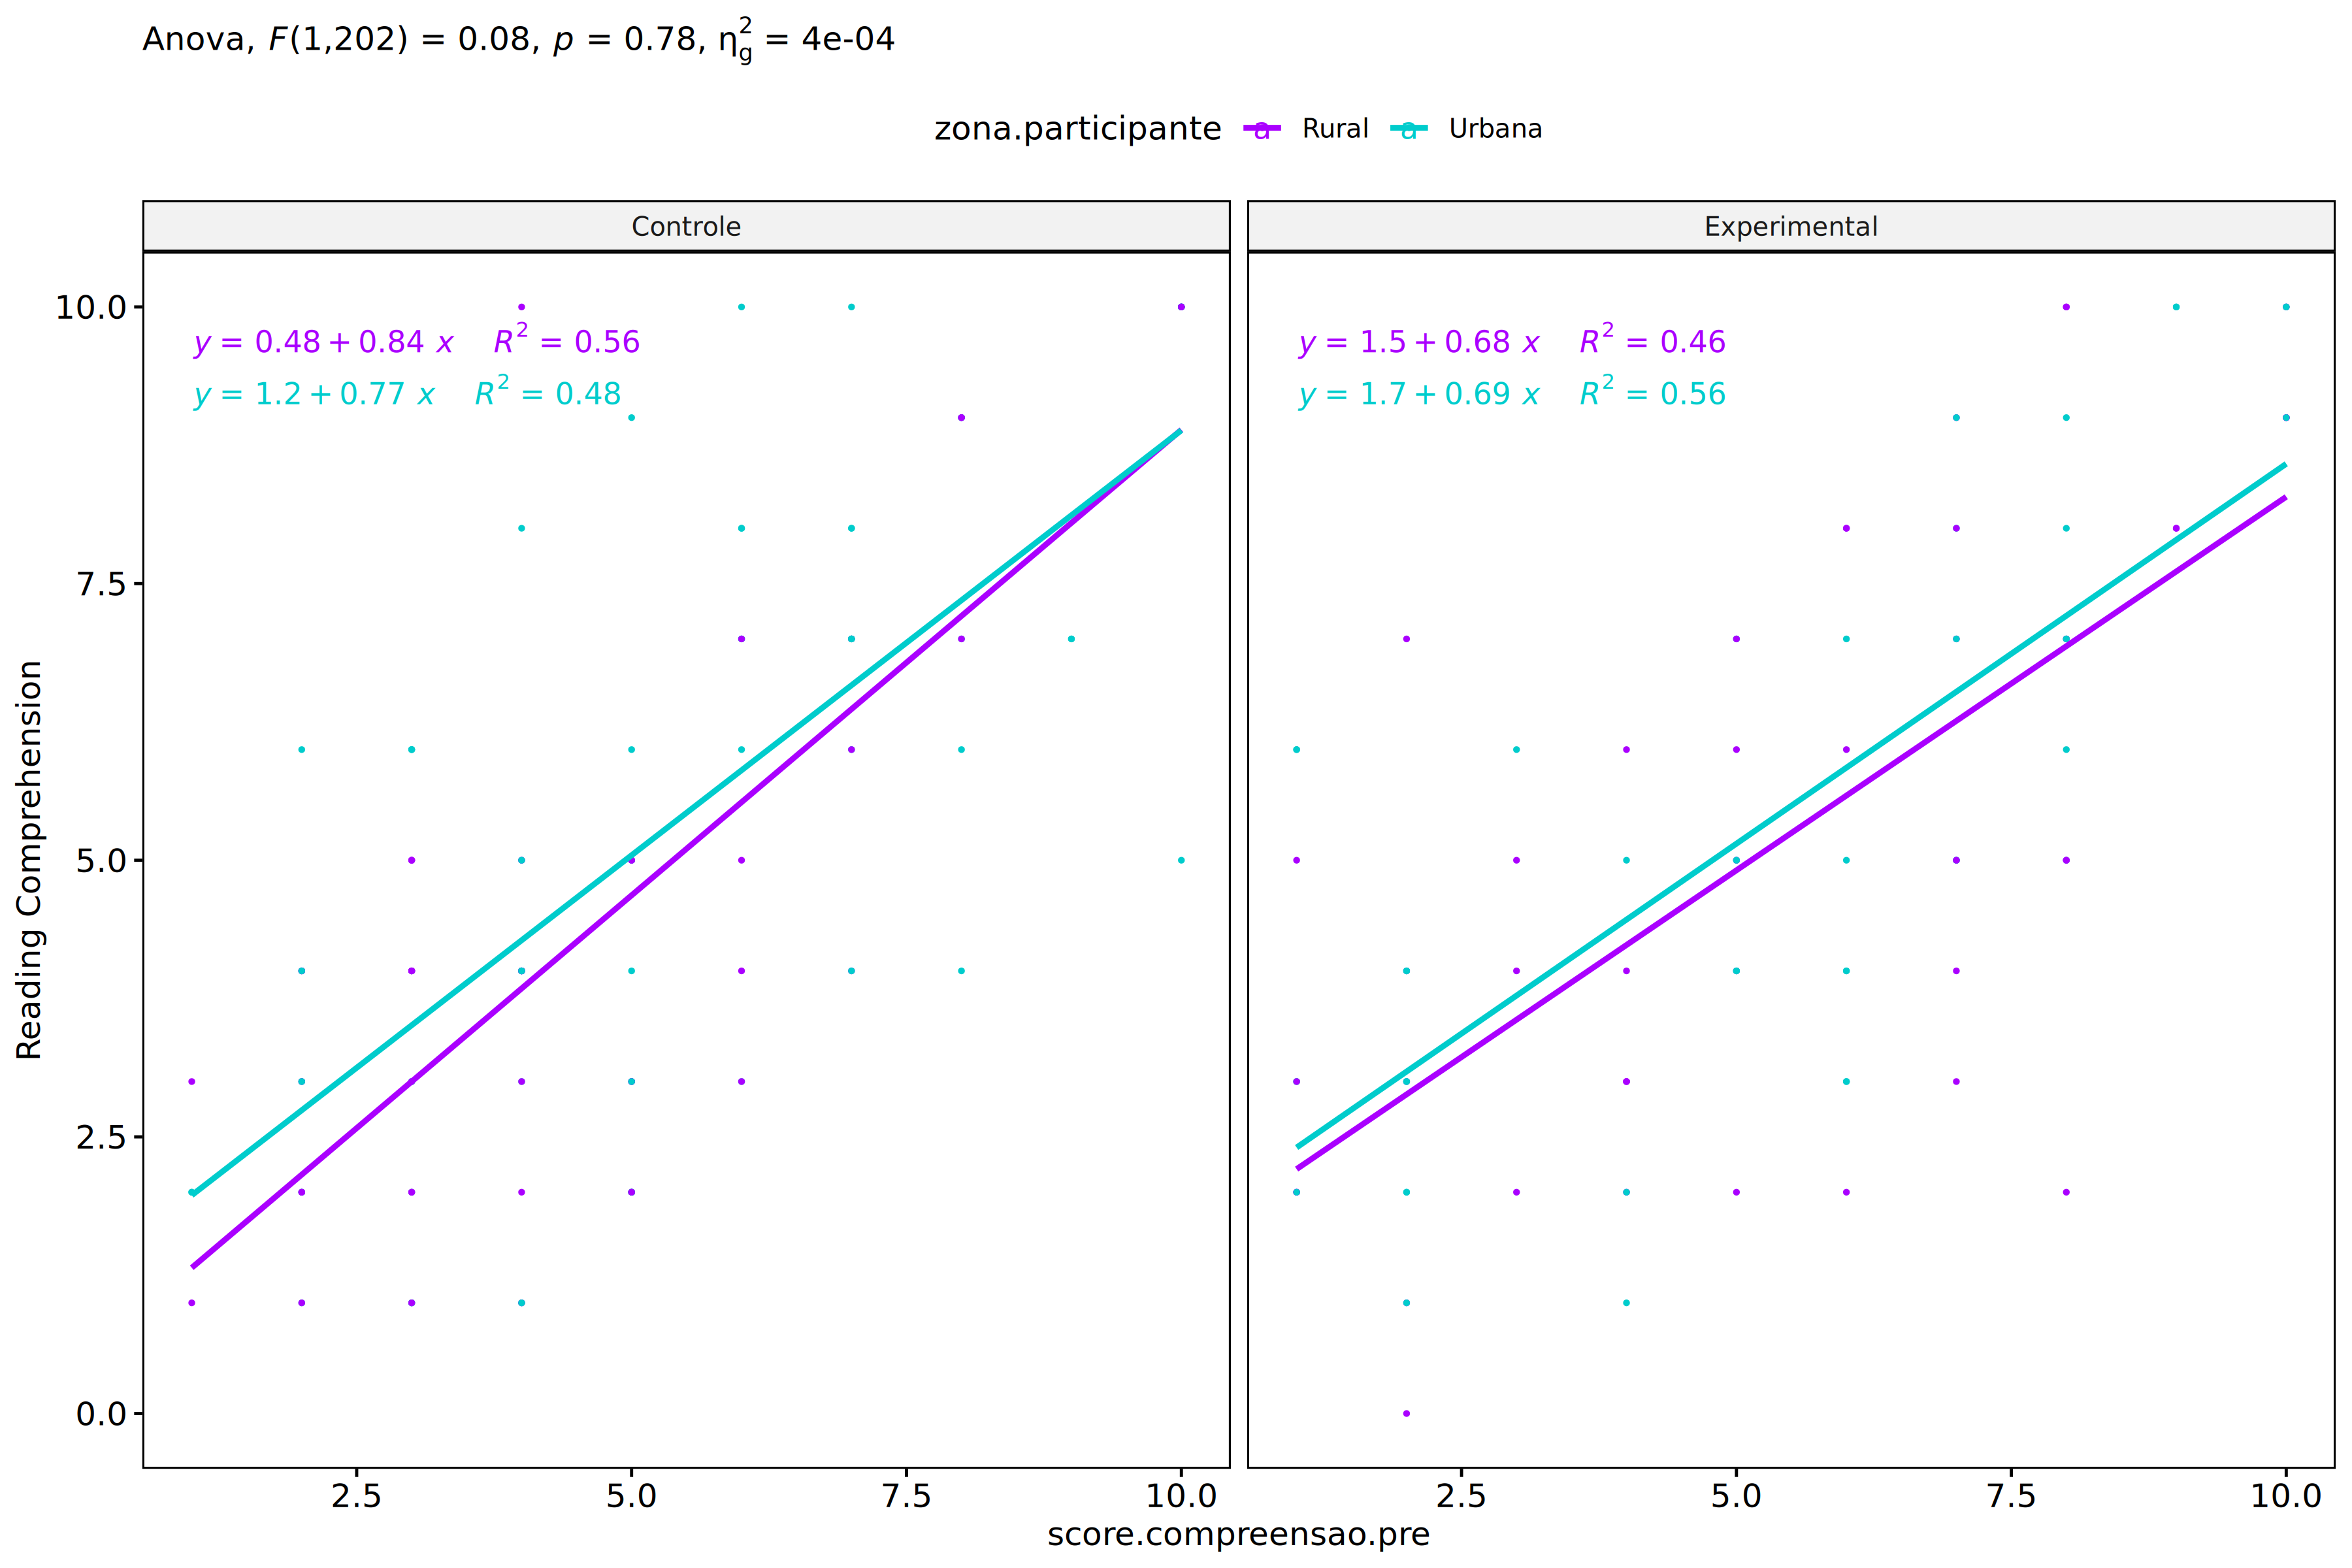 Anova, F(1,202) = 0.08, p = 0.78, η²g = 4e-04
zona.participante a Rural a Urbana
Controle
Experimental
y = 0.48 + 0.84 x R² = 0.56
y = 1.2 + 0.77 x R² = 0.48
y = 1.5 + 0.68 x R² = 0.46
y = 1.7 + 0.69 x R² = 0.56
Reading Comprehension
10.0
7.5
5.0
2.5
0.0
2.5 5.0 7.5 10.0
2.5 5.0 7.5 10.0
score.compreensao.pre